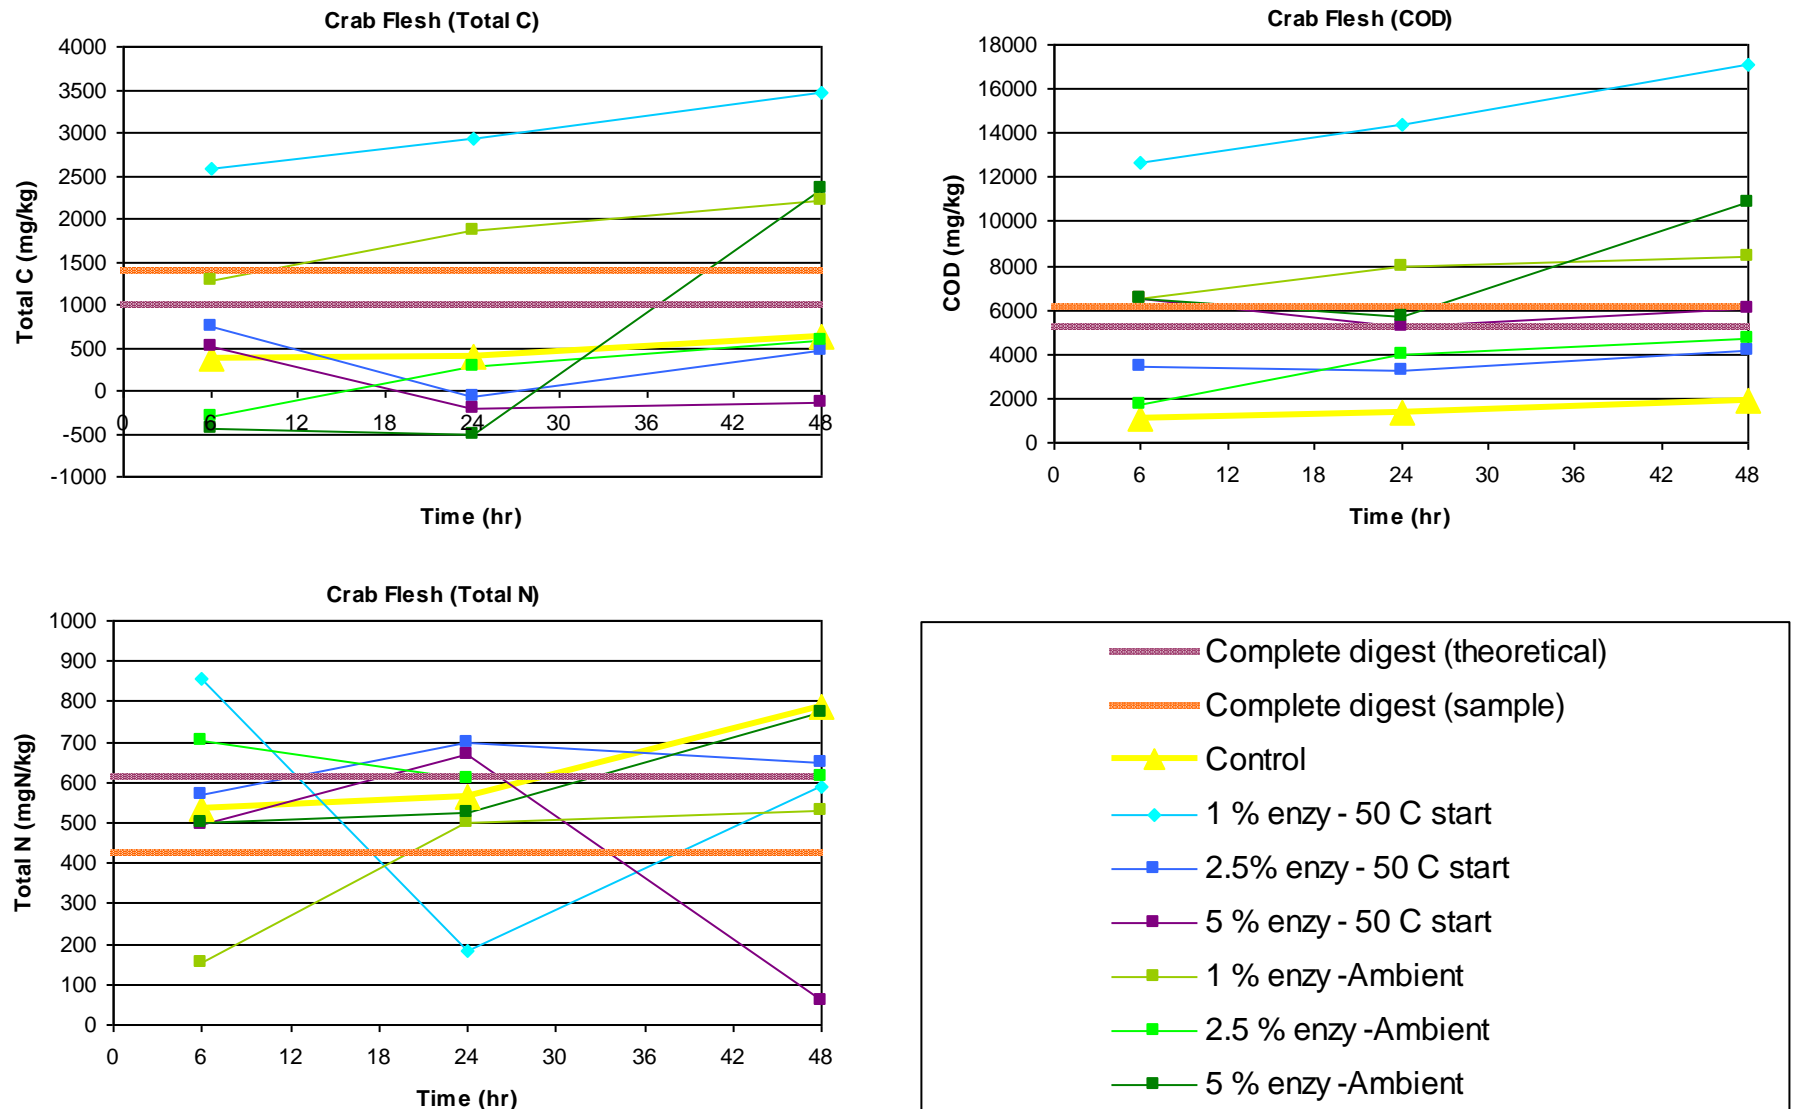 Crab Flesh (Total C)
4000
3500
3000
2500
2000
1500
1000
500
0
-500
-1000
Total C (mg/kg)
0 6 12 18 24 30 36 42 48
Time (hr)
Crab Flesh (COD)
18000
16000
14000
12000
10000
8000
6000
4000
2000
0
COD (mg/kg)
0 6 12 18 24 30 36 42 48
Time (hr)
Crab Flesh (Total N)
1000
900
800
700
600
500
400
300
200
100
0
Total N (mgN/kg)
0 6 12 18 24 30 36 42 48
Time (hr)
Complete digest (theoretical)
Complete digest (sample)
Control
1 % enzy - 50 C start
2.5% enzy - 50 C start
5 % enzy - 50 C start
1 % enzy -Ambient
2.5 % enzy -Ambient
5 % enzy -Ambient